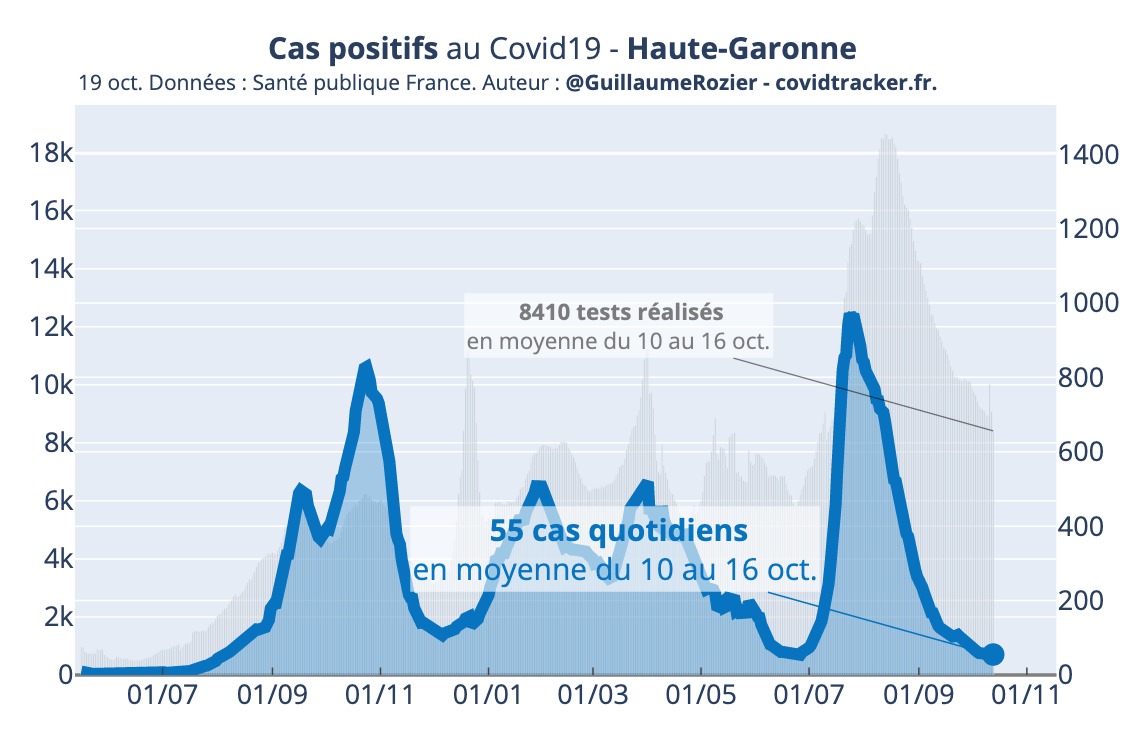 Cas positifs au Covid19 - Haute-Garonne
19 oct. Données : Santé publique France. Auteur : @GuillaumeRozier - covidtracker.fr.
18k
16k
14k
12k
10k
8k
6k
4k
2k
0
1400
1200
1000
800
600
400
200
0
8410 tests réalisés
en moyenne du 10 au 16 oct.
55 cas quotidiens
en moyenne du 10 au 16 oct.
01/07
01/09
01/11
01/01
01/03
01/05
01/07
01/09
01/11